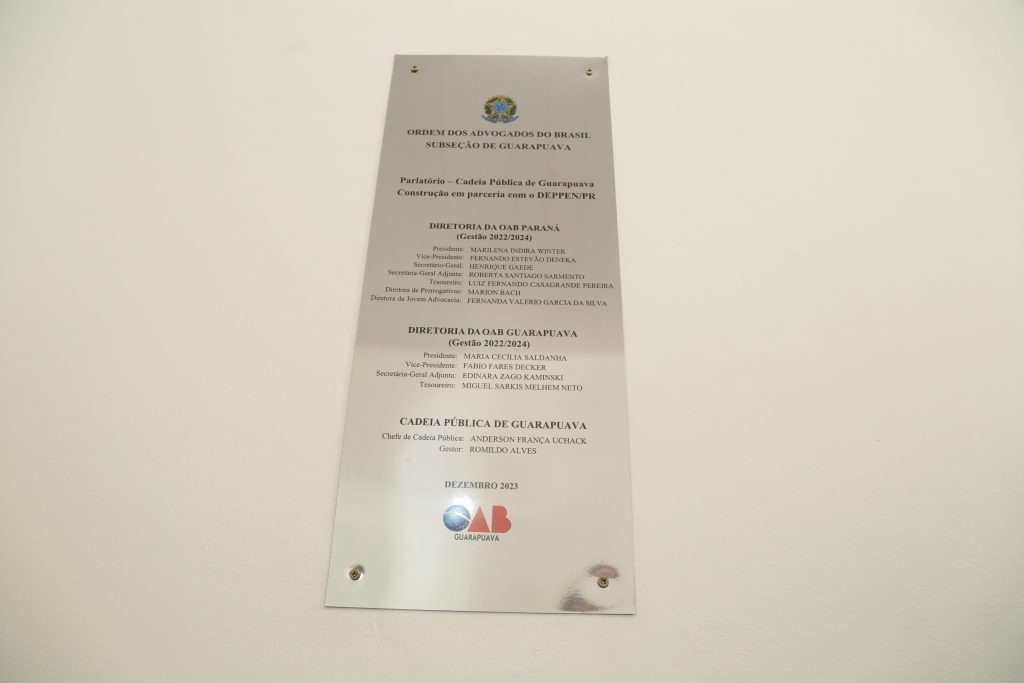 ORDEM DOS ADVOGADOS DO BRASIL
SUBSEÇÃO DE GUARAPUAVA
Parlatório – Cadeia Pública de Guarapuava
Construção em parceria com o DEPPEN/PR
DIRETORIA DA OAB PARANÁ
(Gestão 2022/2024)
Presidente: MARILENA INDIRA WINTER
Vice-Presidente: FERNANDO ESTEVÃO DENEKA
Secretário-Geral: HENRIQUE GAEDE
Secretária-Geral Adjunta: ROBERTA SANTIAGO SARMENTO
Tesoureiro: LUIZ FERNANDO CASAGRANDE PEREIRA
Diretora de Prerrogativas: MARION BACH
Diretora da Jovem Advocacia: FERNANDA VALERIO GARCIA DA SILVA
DIRETORIA DA OAB GUARAPUAVA
(Gestão 2022/2024)
Presidente: MARIA CECÍLIA SALDANHA
Vice-Presidente: FABIO FARES DECKER
Secretária-Geral Adjunta: EDINARA ZAGO KAMINSKI
Tesoureiro: MIGUEL SARKIS MELHEM NETO
CADEIA PÚBLICA DE GUARAPUAVA
Chefe de Cadeia Pública: ANDERSON FRANÇA UCHACK
Gestor: ROMILDO ALVES
DEZEMBRO 2023
OAB
GUARAPUAVA